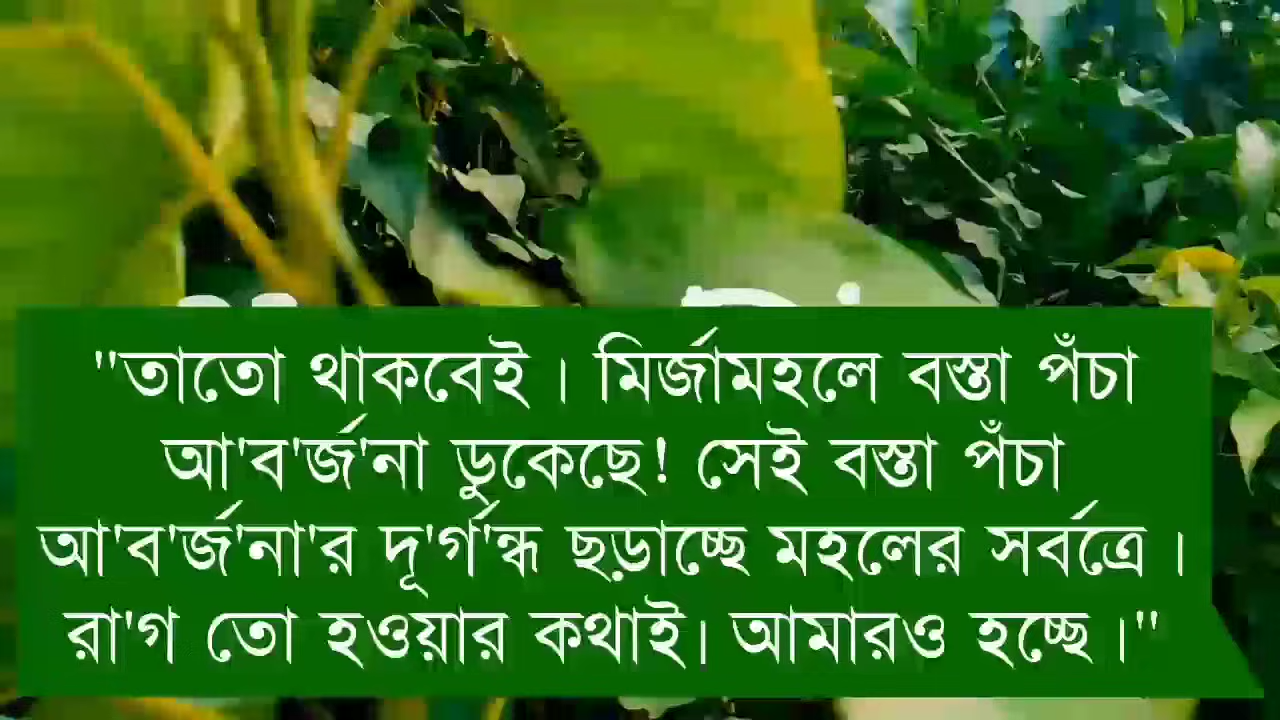 "তাতো থাকবেই। মির্জামহলে বস্তা পঁচা
আ'ব'র্জ'না ডুকেছে! সেই বস্তা পঁচা
আ'ব'র্জ'না'র দূ'র্গ'ন্ধ ছড়াচ্ছে মহলের সর্বত্রে।
রা'গ তো হওয়ার কথাই। আমারও হচ্ছে।"